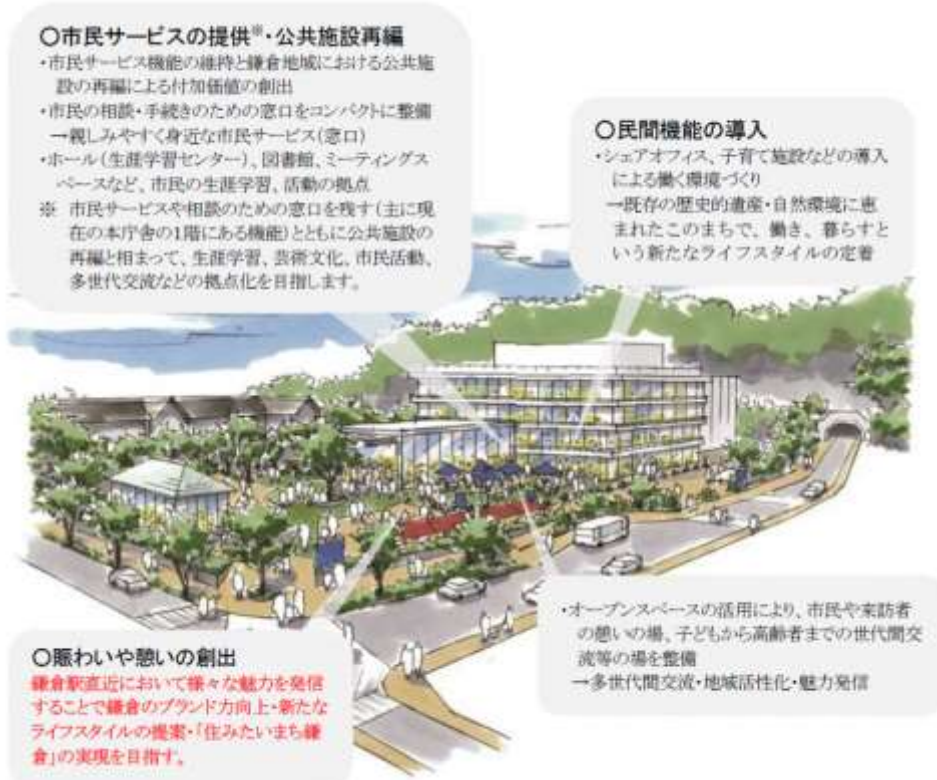 ○市民サービスの提供※・公共施設再編
・市民サービス機能の維持と鎌倉地域における公共施
設の再編による付加価値の創出
・市民の相談・手続きのための窓口をコンパクトに整備
→親しみやすく身近な市民サービス(窓口)
・ホール(生涯学習センター)、図書館、ミーティングス
ペースなど、市民の生涯学習、活動の拠点
※ 市民サービスや相談のための窓口を残す(主に現
在の本庁舎の1階にある機能)とともに公共施設の
再編と相まって、生涯学習、芸術文化、市民活動、
多世代交流などの拠点化を目指します。
○民間機能の導入
・シェアオフィス、子育て施設などの導入
による働く環境づくり
→既存の歴史的遺産・自然環境に恵
まれたこのまちで、働き、暮らすと
いう新たなライフスタイルの定着
○賑わいや憩いの創出
鎌倉駅直近において様々な魅力を発信
することで鎌倉のブランド力向上・新たな
ライフスタイルの提案・「住みたいまち鎌
倉」の実現を目指す。
・オープンスペースの活用により、市民や来訪者
の憩いの場、子どもから高齢者までの世代間交
流等の場を整備
→多世代間交流・地域活性化・魅力発信